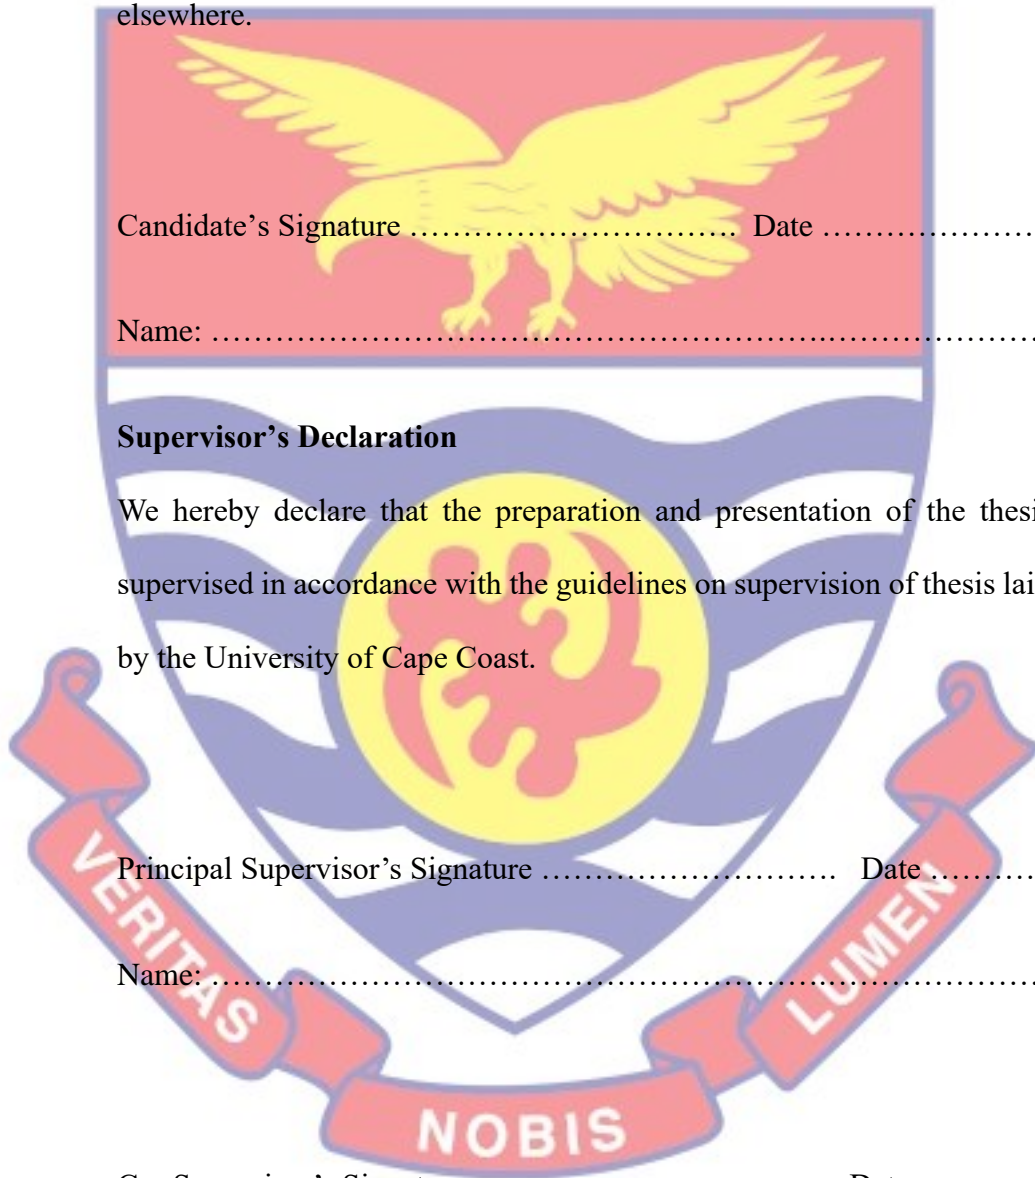 elsewhere.
Candidate’s Signature …………………………. Date …………………
Name: ………………………………………………….…………………
Supervisor’s Declaration
We hereby declare that the preparation and presentation of the thesi
supervised in accordance with the guidelines on supervision of thesis lai
by the University of Cape Coast.
Principal Supervisor’s Signature ………………………. Date ………
Name: ………………………………………………….…………………
VERITAS
NOBIS
LUMEN